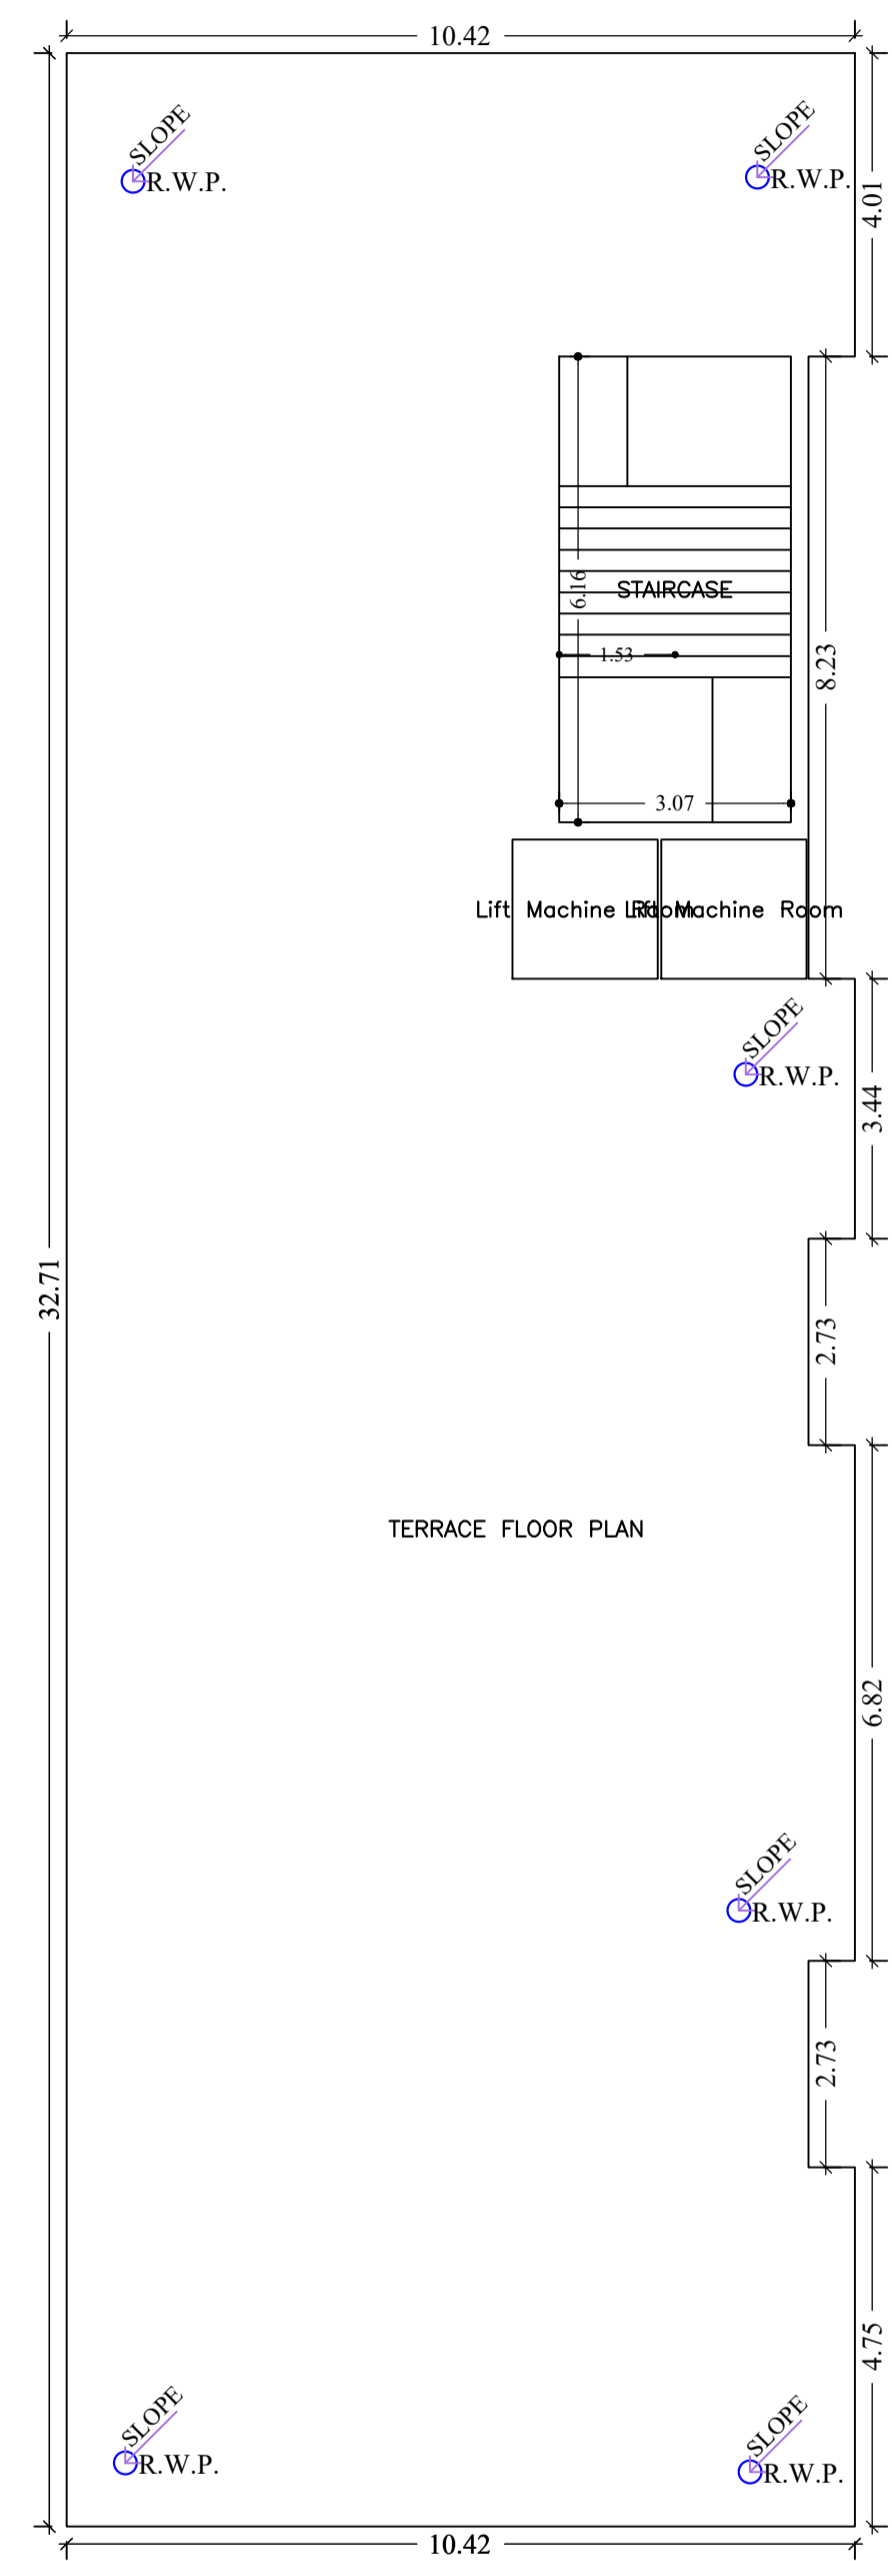 10.42
SLOPE
R.W.P.
SLOPE
R.W.P.
4.01
6.16
STAIRCASE
1.53
8.23
3.07
Lift Machine Room
Lift Machine Room
SLOPE
R.W.P.
3.44
32.71
2.73
TERRACE FLOOR PLAN
6.82
SLOPE
R.W.P.
2.73
4.75
SLOPE
R.W.P.
SLOPE
R.W.P.
10.42